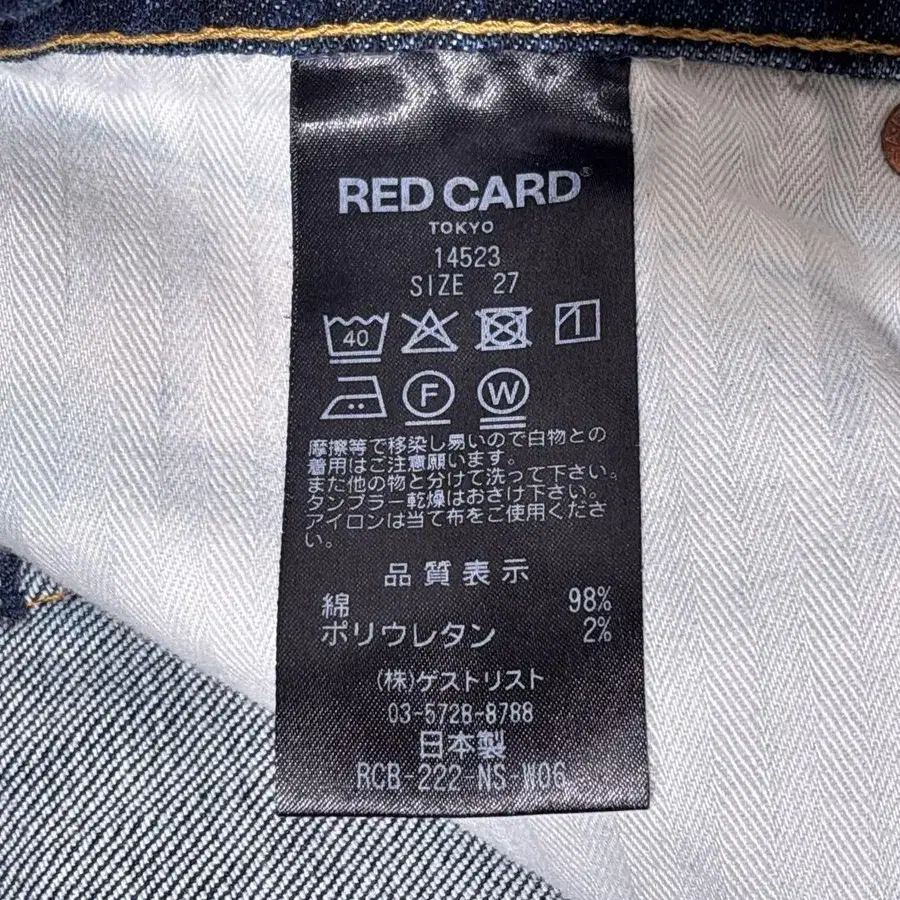 RED CARD®
TOKYO
14523
SIZE 27
40
F W
摩擦等で移染し易いので白物との
着用はご注意願います。
また他の物と分けて洗って下さい。
タンブラー乾燥はおさけ下さい。
アイロンは当て布をご使用くださ
い。
品質表示
綿 98%
ポリウレタン 2%
(株)ゲストリスト
03-5728-8788
日本製
RCB-222-NS-W06